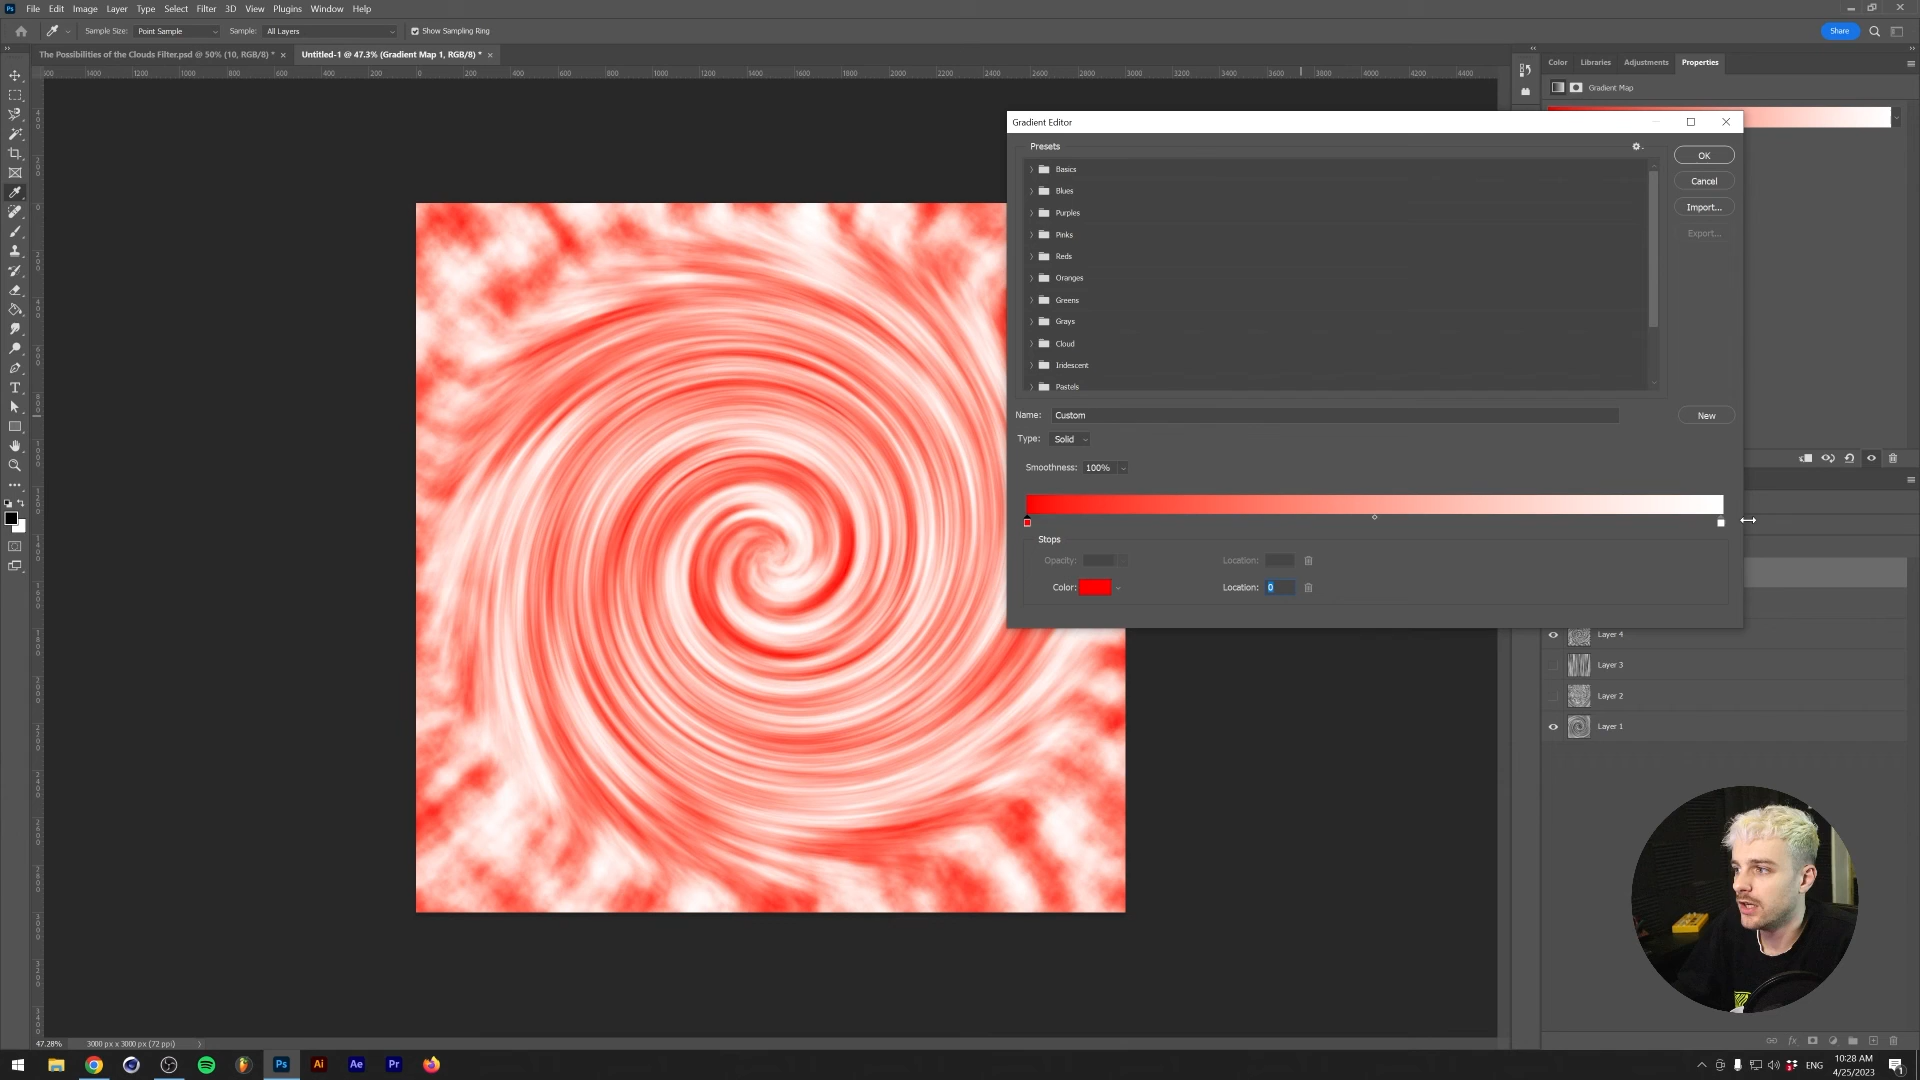 Ps File Edit Image Layer Type Select Filter 3D View Plugins Window Help
Sample Size: Point Sample Sample: All Layers Show Sampling Ring Share
The Possibilities of the Clouds Filter.psd @ 50% (10, RGB/8) * × Untitled-1 @ 47.3% (Gradient Map 1, RGB/8) * ×
Color Libraries Adjustments Properties
Gradient Map
Gradient Editor
Presets
OK
Basics
Cancel
Blues
Import...
Purples
Export...
Pinks
Reds
Oranges
Greens
Grays
Cloud
Iridescent
Pastels
Name: Custom New
Type: Solid
Smoothness: 100%
Stops
Opacity: Location:
Color: Location: 0
Layer 4
Layer 3
Layer 2
Layer 1
47.28% 3000 px x 3000 px (72 ppi)
Ps Ai Ae Pr
ENG
10:28 AM
4/25/2023